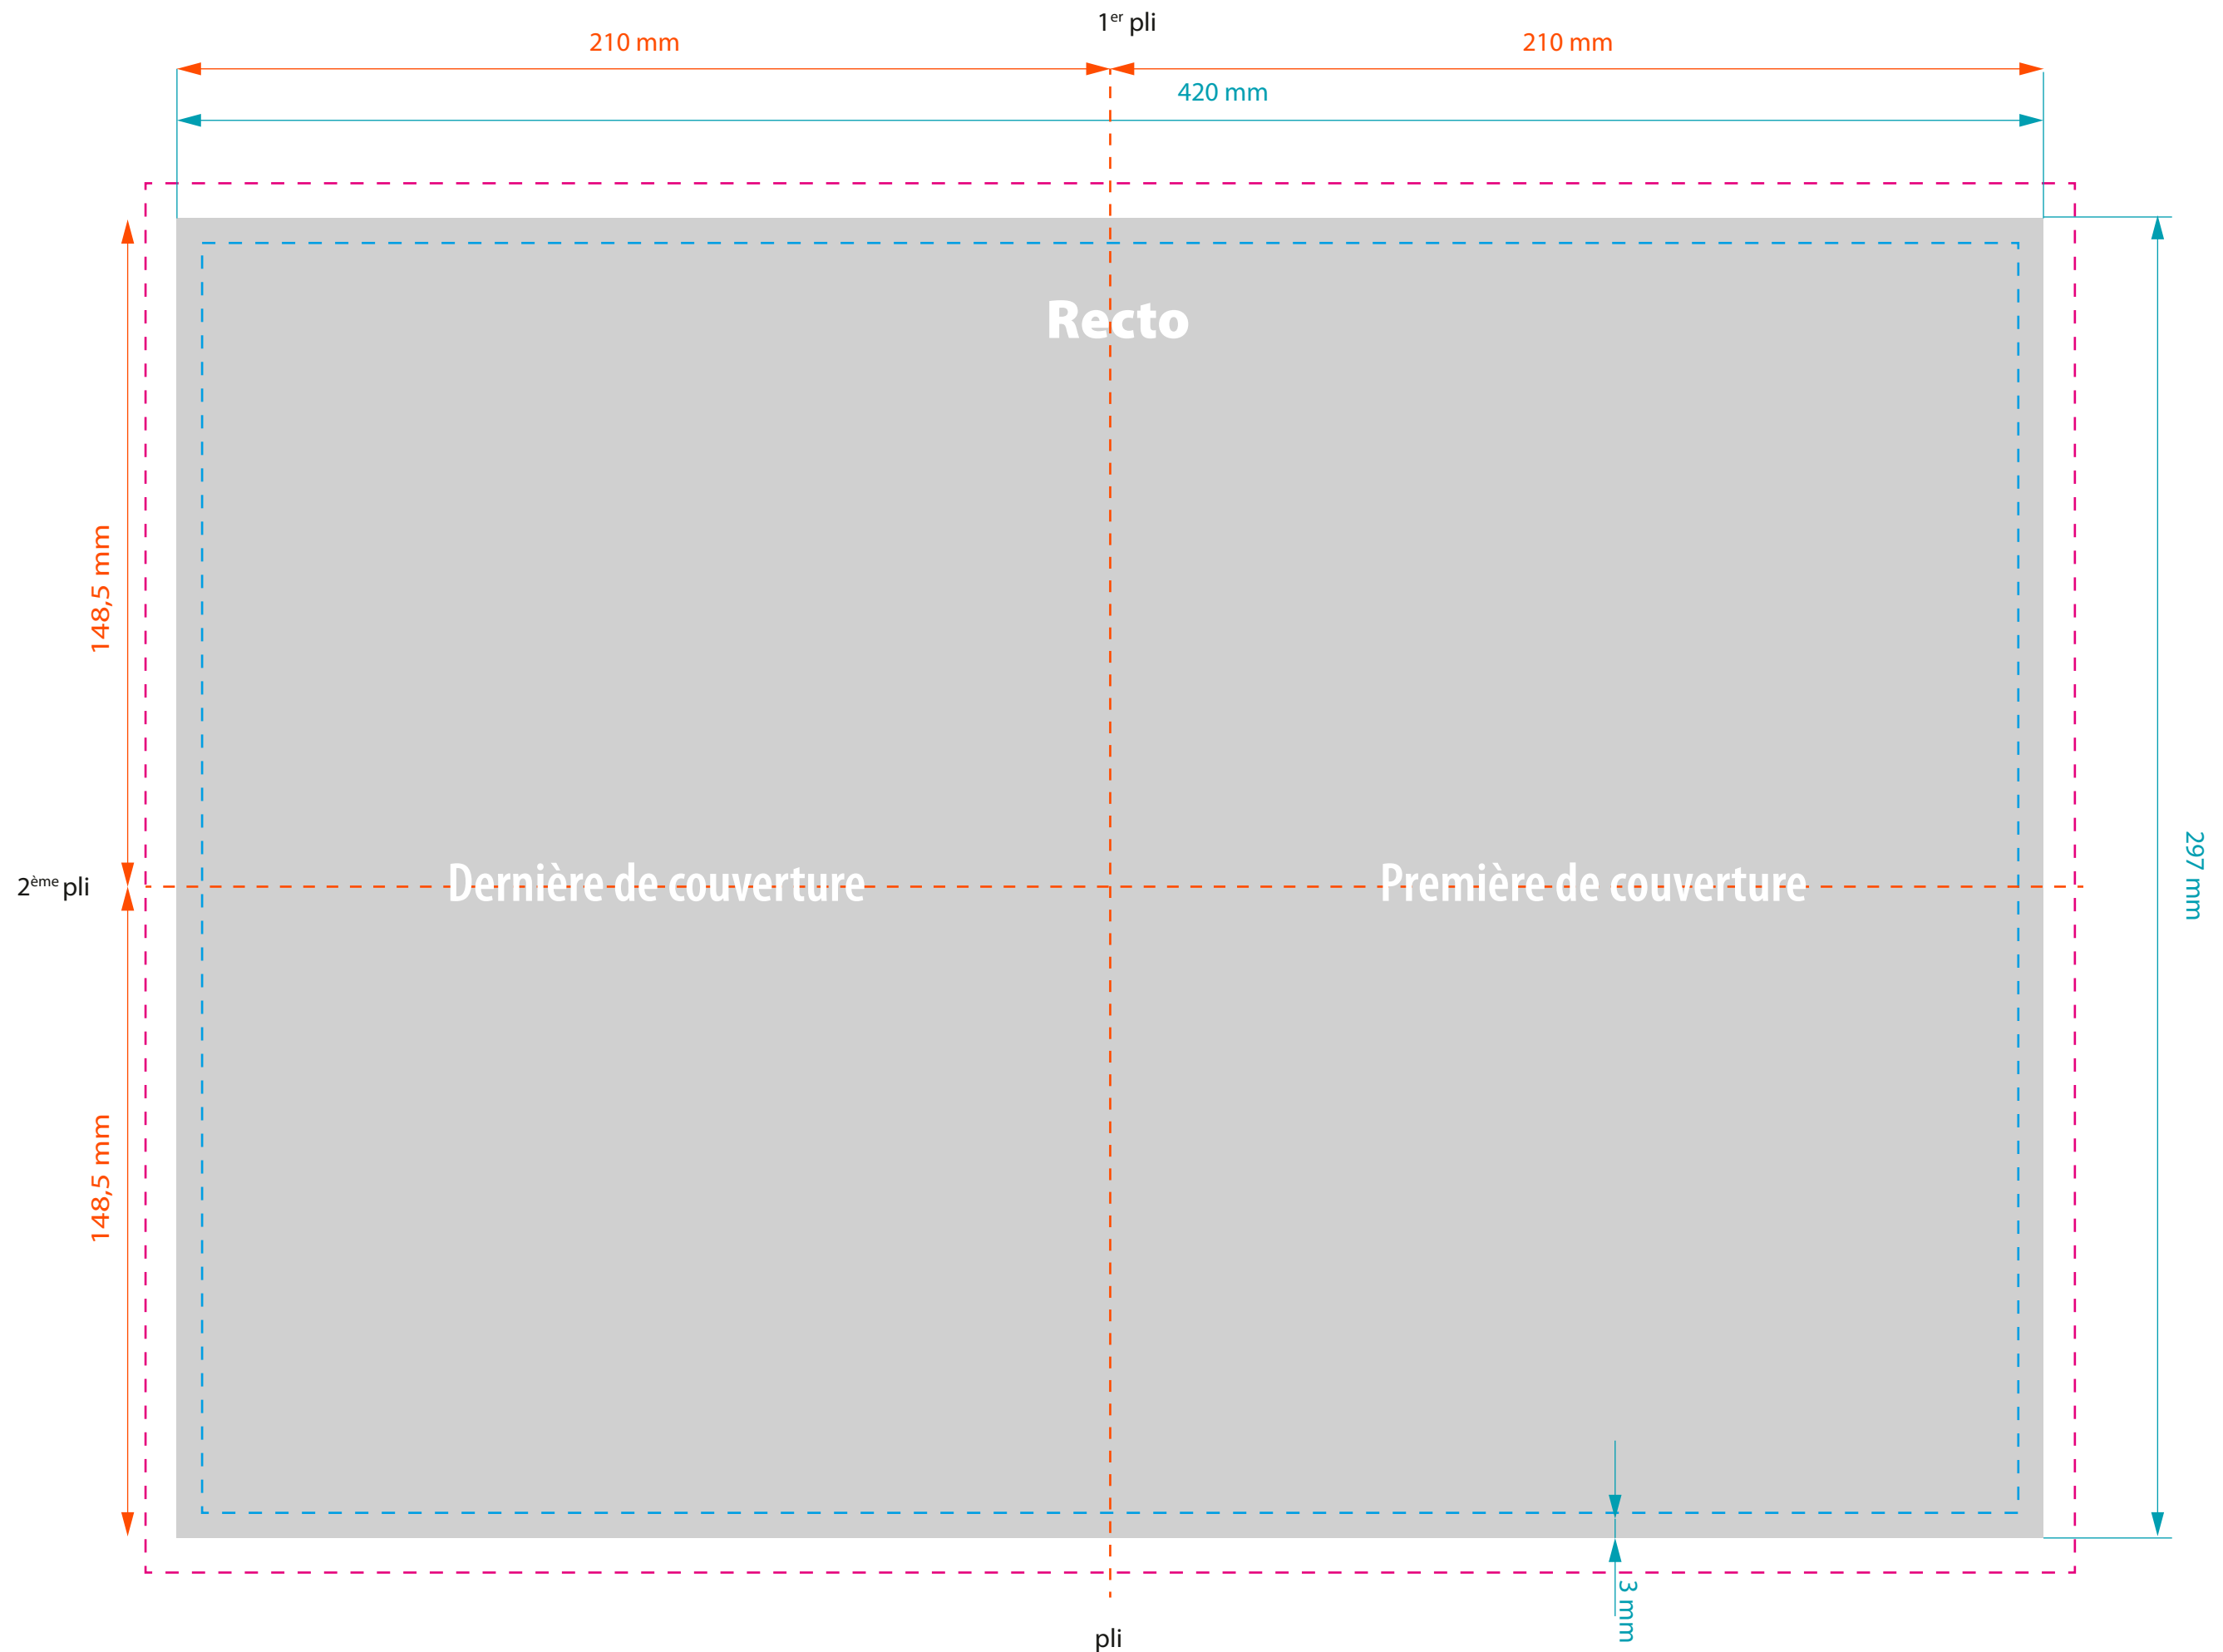 1er pli
210 mm
210 mm
420 mm
Recto
148,5 mm
2ème pli
Dernière de couverture
Première de couverture
297 mm
148,5 mm
3 mm
pli